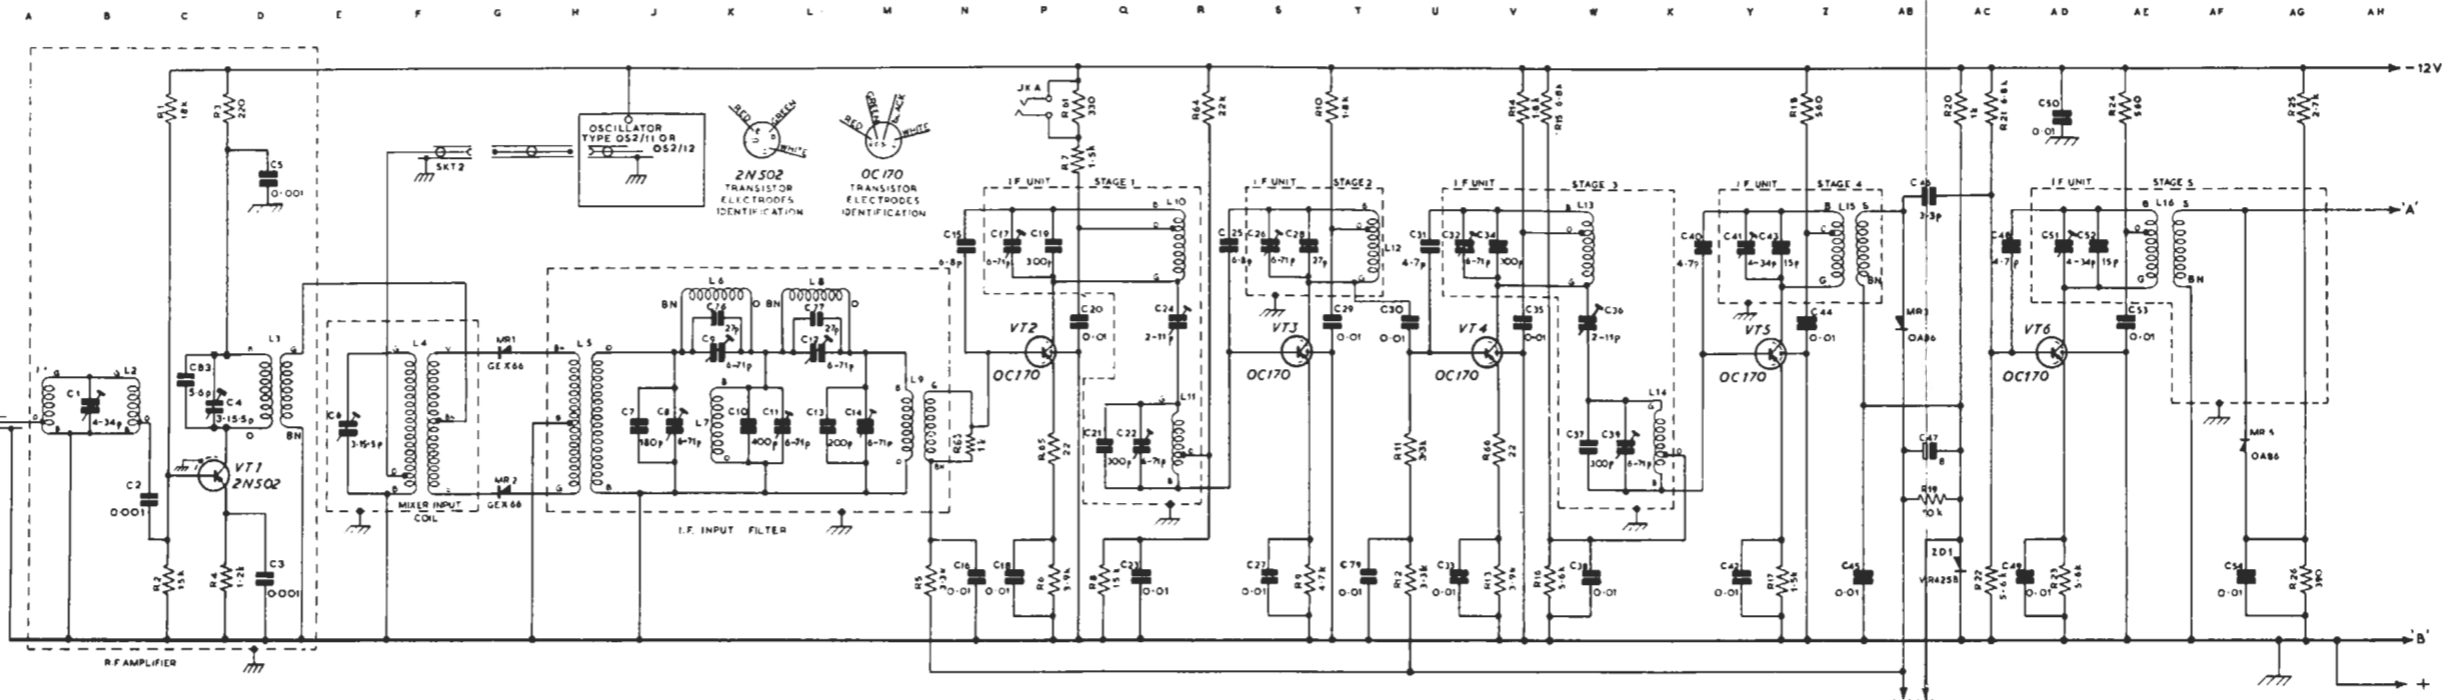 A B C D E F G H J K L M N P Q R S T U V W X Y Z AB AC AD AE AF AG AH
-12V
R1 18k
R3 220
C5
0·001
SKT2
OSCILLATOR
TYPE OS2/11 OR
OS2/12
RED
GREEN
WHITE
2N502
TRANSISTOR
ELECTRODES
IDENTIFICATION
RED
GREEN
BLACK
WHITE
OC170
TRANSISTOR
ELECTRODES
IDENTIFICATION
JKA
R61 330
R7 1·5k
R64 22k
R10 1·8k
R14 1·8k
R15 6·8k
R18 560
R20 1k
R21 6·8k
C50
0·01
R24 560
R25 2·7k
I.F. UNIT STAGE 1
I.F. UNIT STAGE 2
I.F. UNIT STAGE 3
I.F. UNIT STAGE 4
I.F. UNIT STAGE 5
C46
3·3p
'A'
C15
6-8p
C17
6-71p
C19
300p
L10
C25
6-8p
C26
6-71p
C28
27p
L12
C31
4-7p
C32
6-71p
C34
300p
L13
C40
4-7p
C41
4-34p
C43
15p
L15
C48
4-7p
C51
4-34p
C52
15p
L16
BN
L6
C76
27p
C9
6-71p
L8
C77
27p
C12
6-71p
C20
0·01
C24
2-11p
C29
0·01
C30
0·01
C35
0·01
C36
2-11p
C44
0·01
MR3
OA86
C53
0·01
VT2
OC170
VT3
OC170
VT4
OC170
VT5
OC170
VT6
OC170
L2
C1
4-34p
C83
5·6p
C4
3-15·5p
L3
BN
C6
3-15·5p
L4
MR1
GEX66
L5
MR2
GEX66
C7
180p
C8
6-71p
L7
C10
400p
C11
6-71p
C13
200p
C14
6-71p
L9
R63 1k
R65 22
C21
300p
C22
6-71p
L11
R11 33k
R66 22
C37
300p
C39
6-71p
L14
C47
8
R19
10k
MR5
OA86
VT1
2N502
C2
0·001
MIXER INPUT
COIL
I.F. INPUT FILTER
R2 15k
R4 1·2k
C3
0·001
R5 3·3k
C16
0·01
C18
0·01
R6 3·9k
R8 15k
C23
0·01
C27
0·01
R9 4·7k
C79
0·01
R12 3·3k
C33
0·01
R13 3·9k
R16 5·6k
C38
0·01
C42
0·01
R17 1·5k
C45
0·01
ZD1
VR425B
R22 5·6k
C49
0·01
R23 5·6k
C54
0·01
R26 390
'B'
R.F AMPLIFIER
+